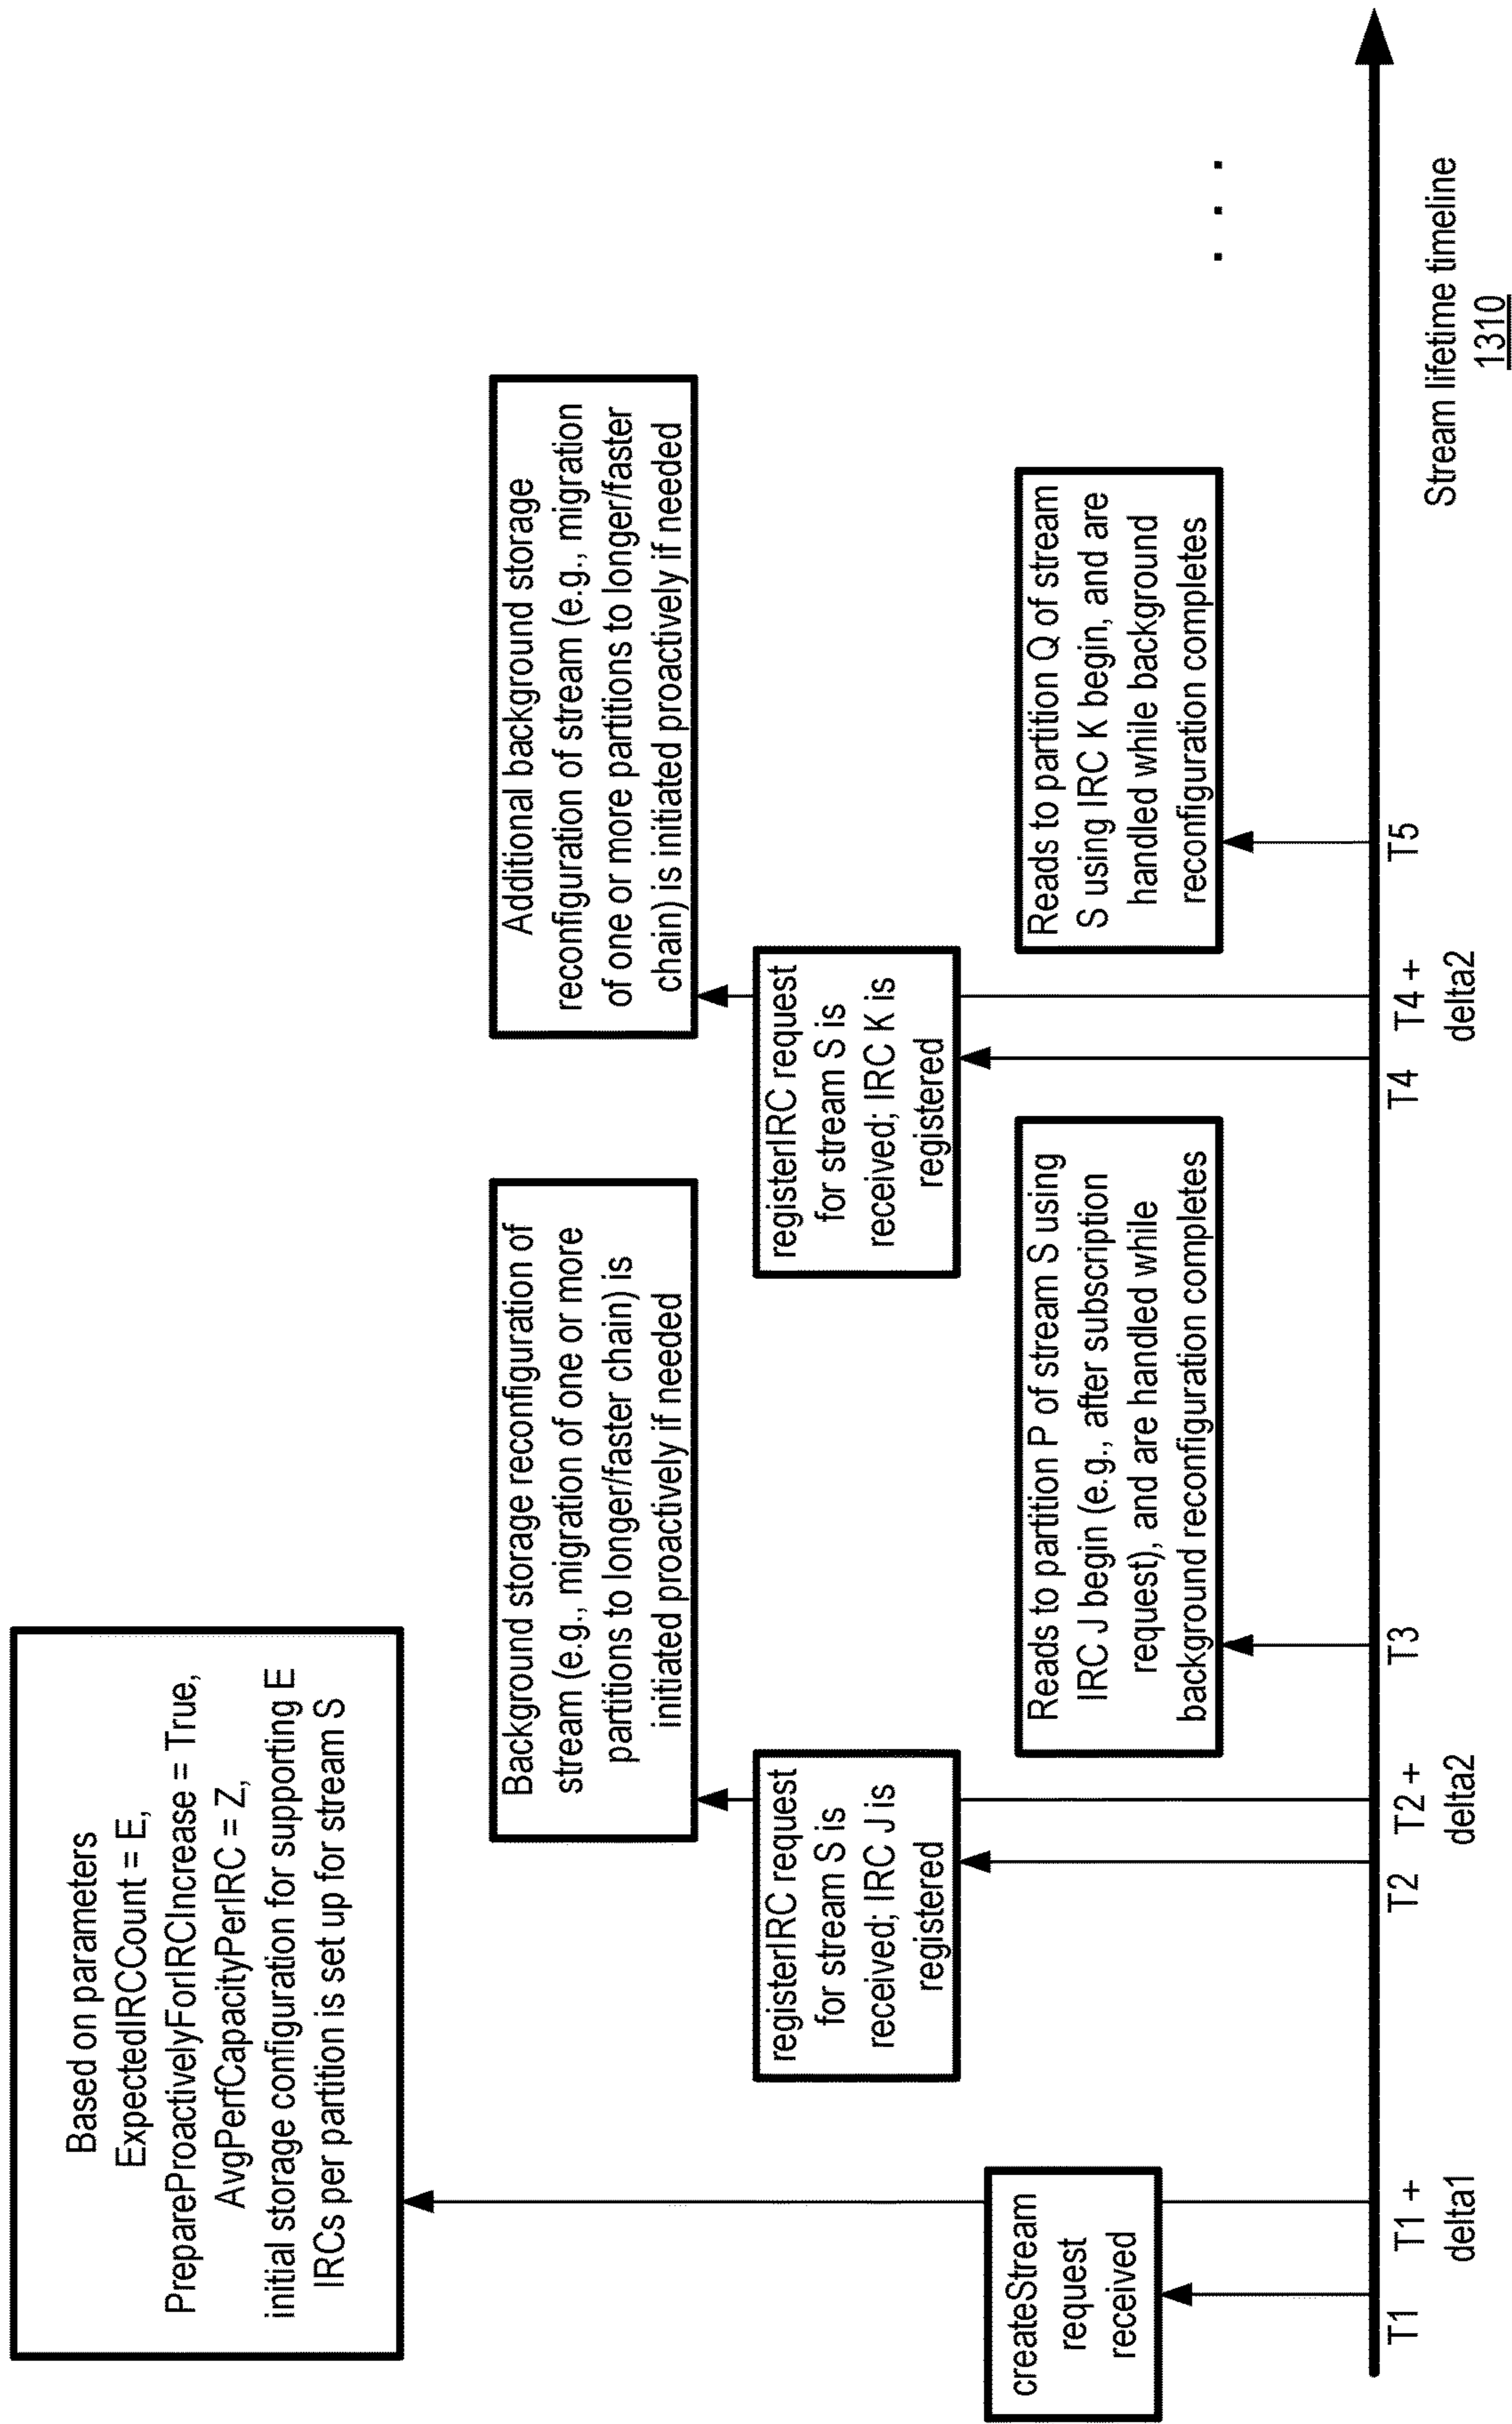 Based on parameters
ExpectedIRCCount = E,
PrepareProactivelyForIRCIncrease = True,
AvgPerfCapacityPerIRC = Z,
initial storage configuration for supporting E
IRCs per partition is set up for stream S
Background storage reconfiguration of
stream (e.g., migration of one or more
partitions to longer/faster chain) is
initiated proactively if needed
Additional background storage
reconfiguration of stream (e.g., migration
of one or more partitions to longer/faster
chain) is initiated proactively if needed
registerIRC request
for stream S is
received; IRC J is
registered
registerIRC request
for stream S is
received; IRC K is
registered
createStream
request
received
Reads to partition P of stream S using
IRC J begin (e.g., after subscription
request), and are handled while
background reconfiguration completes
Reads to partition Q of stream
S using IRC K begin, and are
handled while background
reconfiguration completes
. . .
T1
T1 +
delta1
T2
T2 +
delta2
T3
T4
T4 +
delta2
T5
Stream lifetime timeline
1310